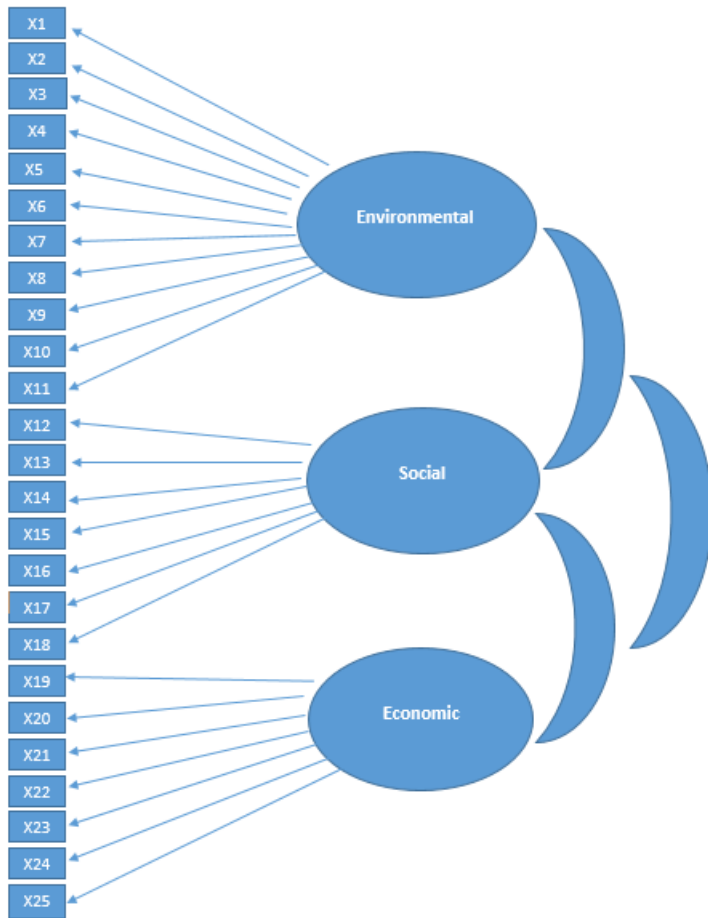 X1
X2
X3
X4
X5
X6
X7
X8
X9
X10
X11
X12
X13
X14
X15
X16
X17
X18
X19
X20
X21
X22
X23
X24
X25
Environmental
Social
Economic